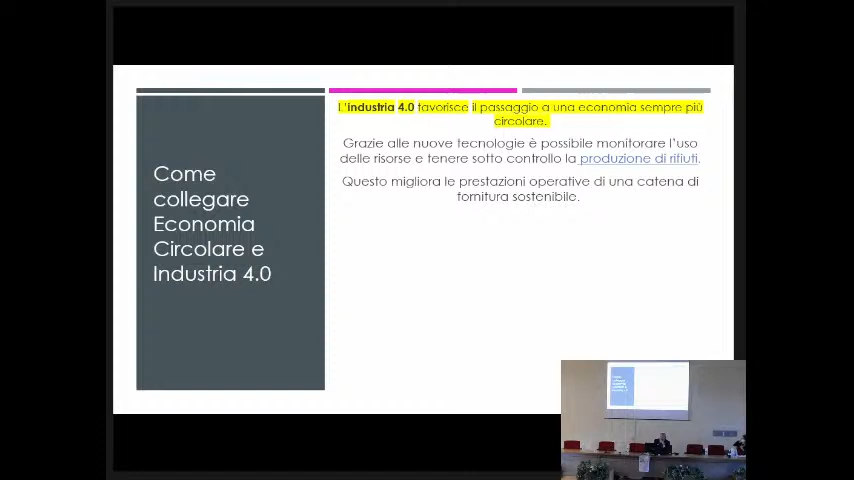 Come
collegare
Economia
Circolare e
Industria 4.0
L'industria 4.0 favorisce il passaggio a una economia sempre più
circolare.
Grazie alle nuove tecnologie è possibile monitorare l'uso
delle risorse e tenere sotto controllo la produzione di rifiuti.
Questo migliora le prestazioni operative di una catena di
fornitura sostenibile.